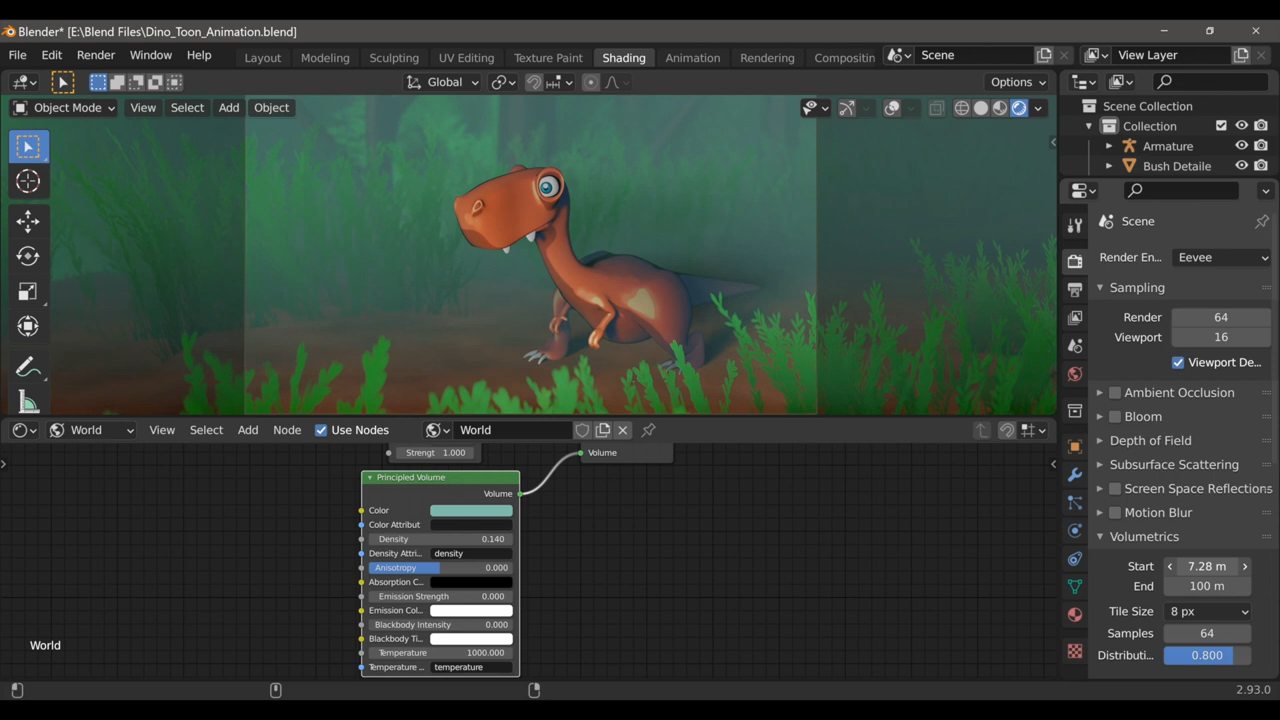 Blender* [E:\Blend Files\Dino_Toon_Animation.blend]
File Edit Render Window Help Layout Modeling Sculpting UV Editing Texture Paint Shading Animation Rendering Compositin Scene View Layer
Global Options
Object Mode View Select Add Object
Scene Collection
Collection
Armature
Bush Detaile
Scene
Render En... Eevee
Sampling
Render 64
Viewport 16
Viewport De...
Ambient Occlusion
Bloom
Depth of Field
Subsurface Scattering
Screen Space Reflections
Motion Blur
Volumetrics
Start 7.28 m
End 100 m
Tile Size 8 px
Samples 64
Distributi... 0.800
World View Select Add Node Use Nodes World
Strengt 1.000
Volume
Principled Volume
Volume
Color
Color Attribut
Density 0.140
Density Attri... density
Anisotropy 0.000
Absorption C...
Emission Strength 0.000
Emission Col...
Blackbody Intensity 0.000
Blackbody Ti...
Temperature 1000.000
Temperature ... temperature
World
2.93.0